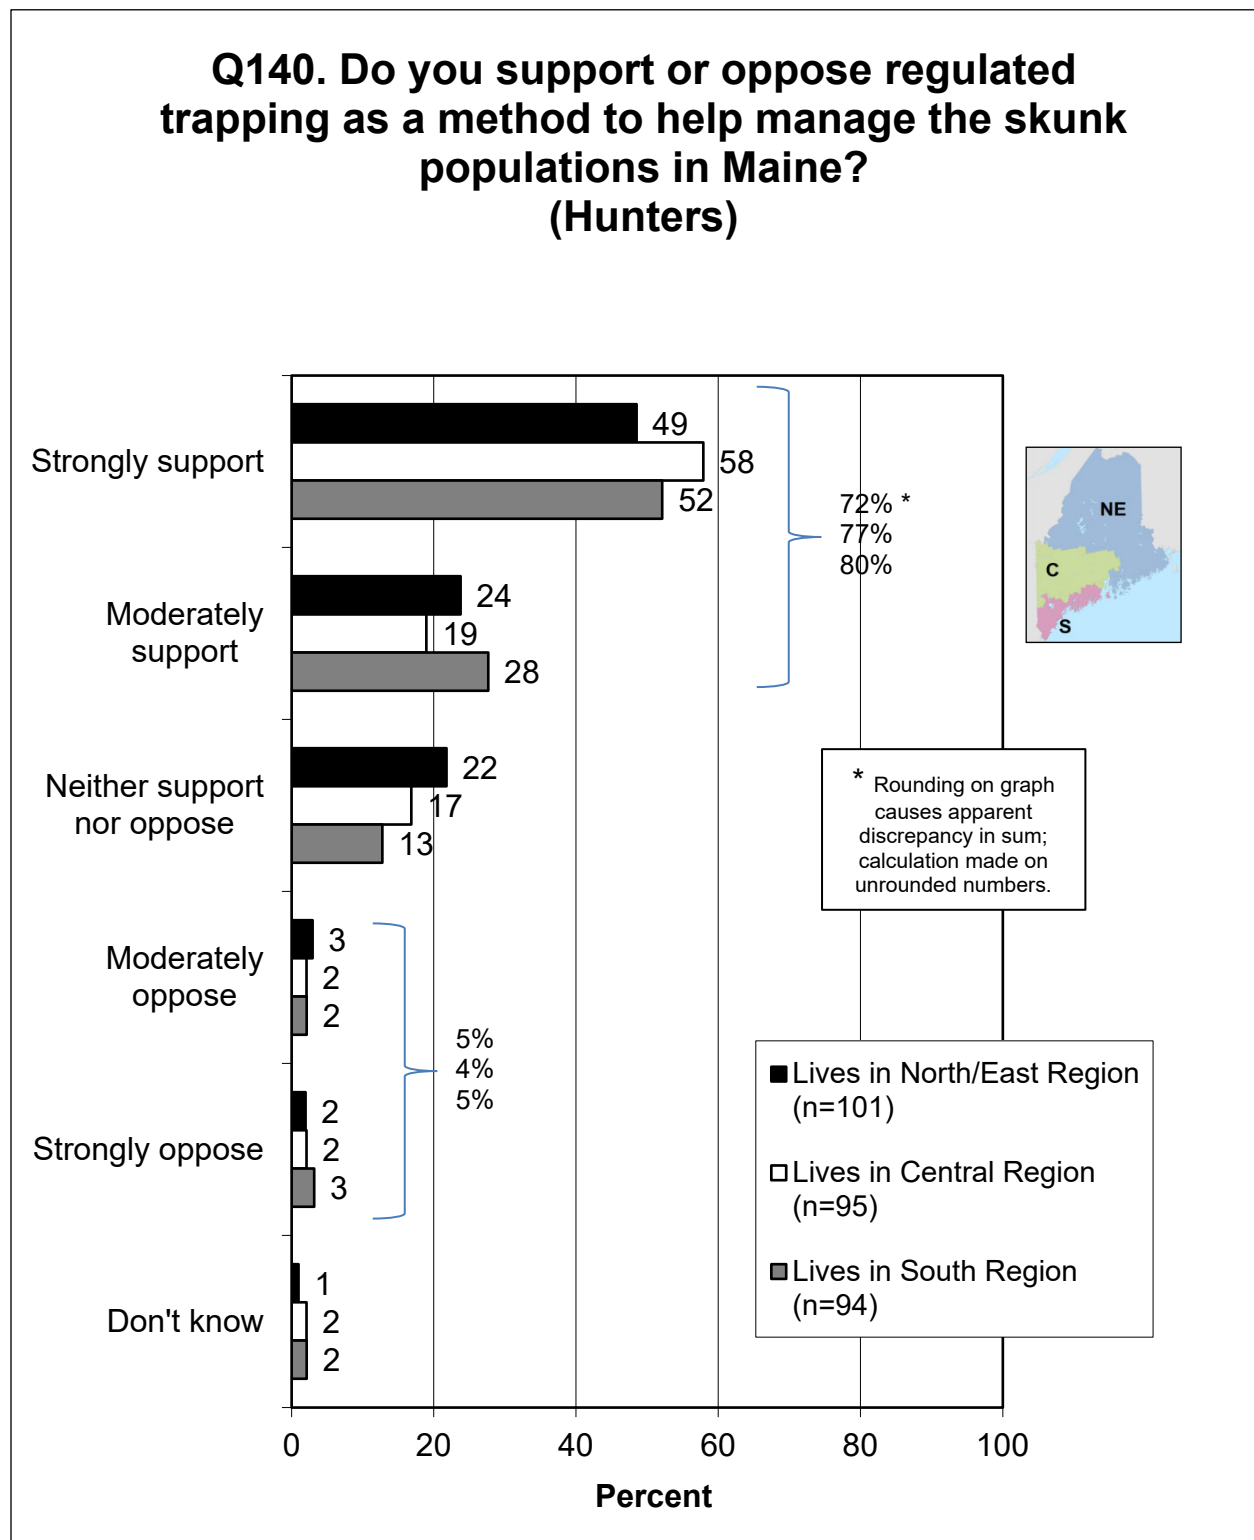 Q140. Do you support or oppose regulated
trapping as a method to help manage the skunk
populations in Maine?
(Hunters)
Strongly support
49
58
52
72% *
77%
80%
Moderately
support
24
19
28
Neither support
nor oppose
22
17
13
Moderately
oppose
3
2
2
5%
4%
5%
Strongly oppose
2
2
3
Don't know
1
2
2
0 20 40 60 80 100
Percent
NE
C
S
* Rounding on graph
causes apparent
discrepancy in sum;
calculation made on
unrounded numbers.
Lives in North/East Region
(n=101)
Lives in Central Region
(n=95)
Lives in South Region
(n=94)